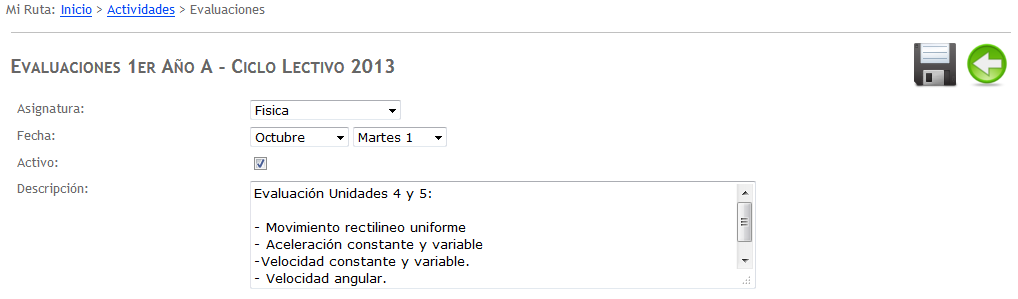 Mi Ruta: Inicio > Actividades > Evaluaciones
Evaluaciones 1er Año A – Ciclo Lectivo 2013
Asignatura: Fisica
Fecha: Octubre Martes 1
Activo:
Descripción:
Evaluación Unidades 4 y 5:
- Movimiento rectilineo uniforme
- Aceleración constante y variable
-Velocidad constante y variable.
- Velocidad angular.